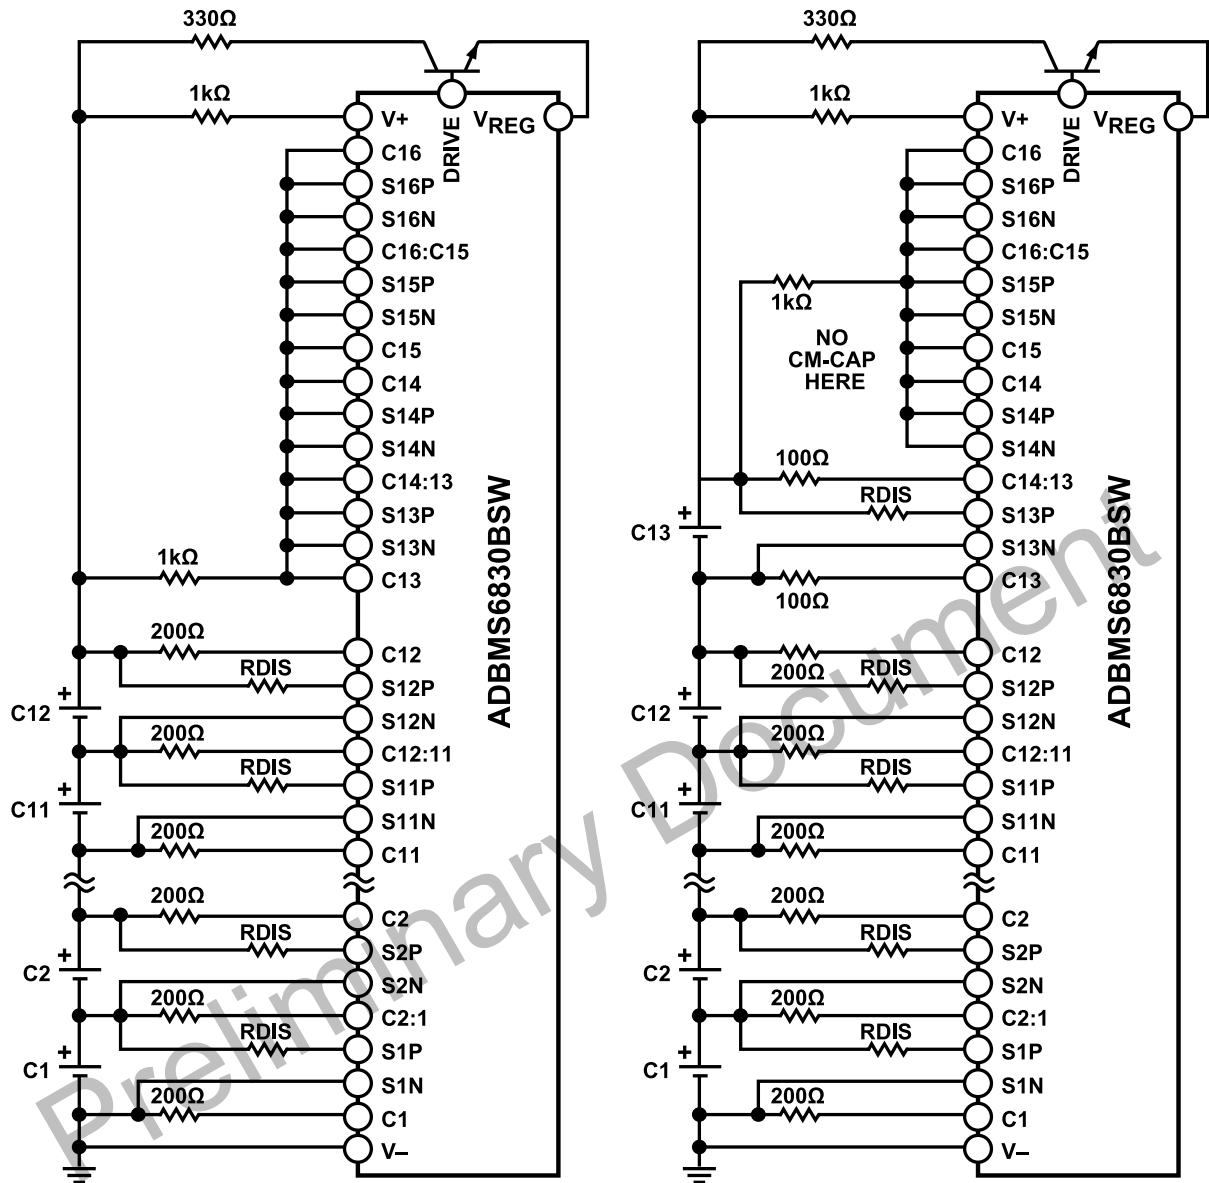 330Ω
1kΩ
V+
DRIVE
VREG
C16
S16P
S16N
C16:C15
S15P
S15N
C15
C14
S14P
S14N
C14:13
S13P
S13N
1kΩ
C13
200Ω
C12
RDIS
S12P
+
C12
S12N
200Ω
C12:11
RDIS
S11P
+
C11
S11N
200Ω
C11
200Ω
C2
RDIS
S2P
+
C2
S2N
200Ω
C2:1
RDIS
S1P
+
C1
S1N
200Ω
C1
V–
ADBMS6830BSW
330Ω
1kΩ
V+
DRIVE
VREG
C16
S16P
S16N
C16:C15
S15P
1kΩ
S15N
NO
CM-CAP
HERE
C15
C14
S14P
S14N
100Ω
C14:13
RDIS
S13P
+
C13
S13N
C13
100Ω
C12
200Ω
RDIS
S12P
+
C12
S12N
200Ω
C12:11
RDIS
S11P
+
C11
S11N
200Ω
C11
200Ω
C2
RDIS
S2P
+
C2
S2N
200Ω
C2:1
RDIS
S1P
+
C1
S1N
200Ω
C1
V–
ADBMS6830BSW
Preliminary Document